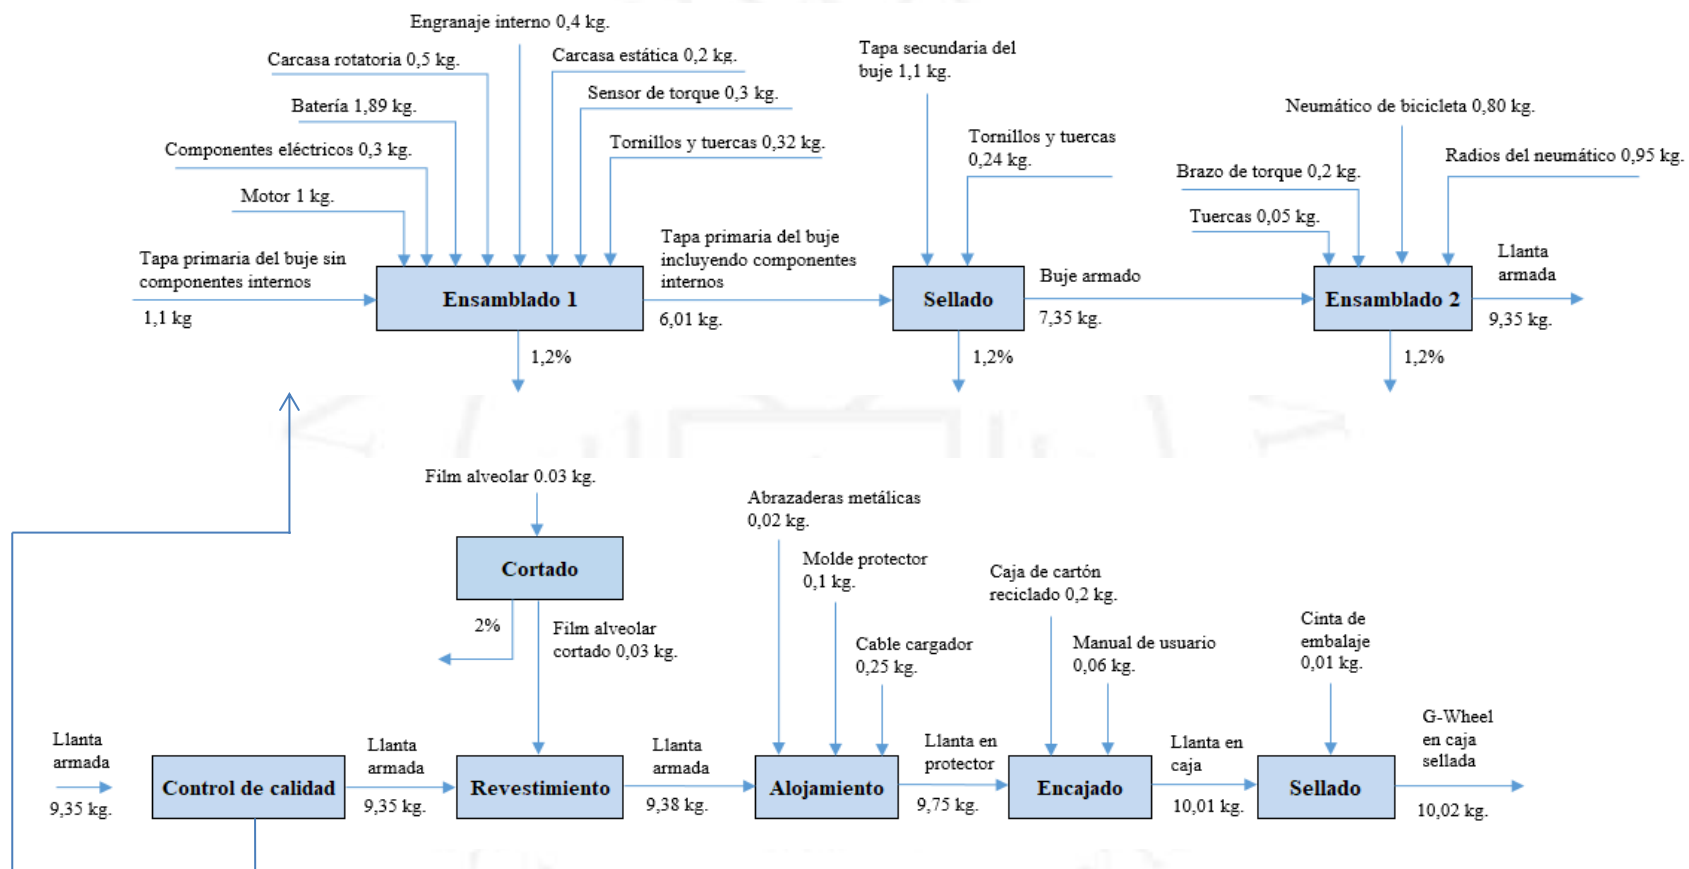 Engranaje interno 0,4 kg.
Carcasa rotatoria 0,5 kg.
Carcasa estática 0,2 kg.
Batería 1,89 kg.
Sensor de torque 0,3 kg.
Componentes eléctricos 0,3 kg.
Tornillos y tuercas 0,32 kg.
Motor 1 kg.
Tapa primaria del buje sin
componentes internos
1,1 kg
Ensamblado 1
1,2%
Tapa primaria del buje
incluyendo componentes
internos
6,01 kg.
Tapa secundaria del
buje 1,1 kg.
Tornillos y tuercas
0,24 kg.
Sellado
1,2%
Buje armado
7,35 kg.
Neumático de bicicleta 0,80 kg.
Radios del neumático 0,95 kg.
Brazo de torque 0,2 kg.
Tuercas 0,05 kg.
Ensamblado 2
1,2%
Llanta
armada
9,35 kg.
Film alveolar 0.03 kg.
Cortado
2%
Film alveolar
cortado 0,03 kg.
Llanta
armada
9,35 kg.
Control de calidad
Llanta
armada
9,35 kg.
Revestimiento
Llanta
armada
9,38 kg.
Abrazaderas metálicas
0,02 kg.
Molde protector
0,1 kg.
Cable cargador
0,25 kg.
Alojamiento
Llanta en
protector
9,75 kg.
Caja de cartón
reciclado 0,2 kg.
Manual de usuario
0,06 kg.
Encajado
Llanta en
caja
10,01 kg.
Cinta de
embalaje
0,01 kg.
Sellado
G-Wheel
en caja
sellada
10,02 kg.